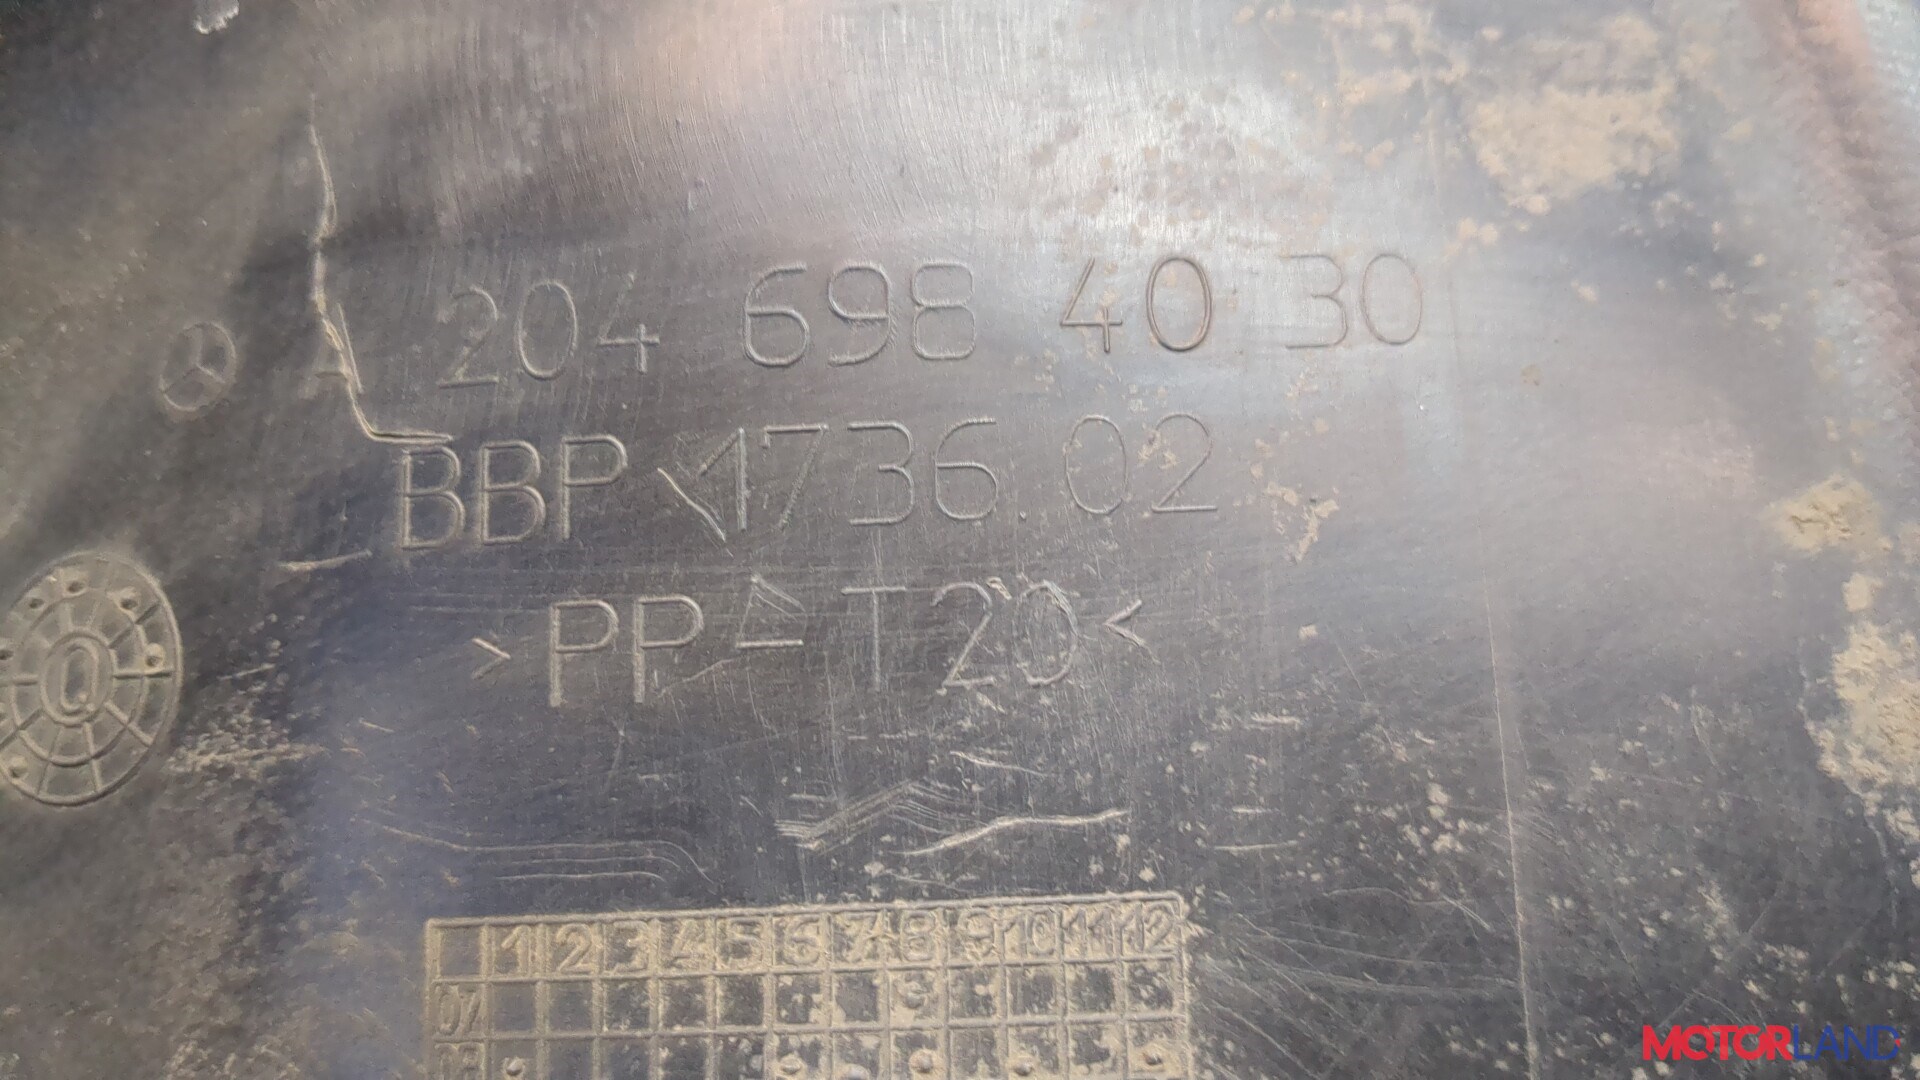 A 204 698 40 30
BBP 1736.02
>PP-T20<
Q
1 2 3 4 5 6 7 8 9 10 11 12
07
08
MOTORLAND